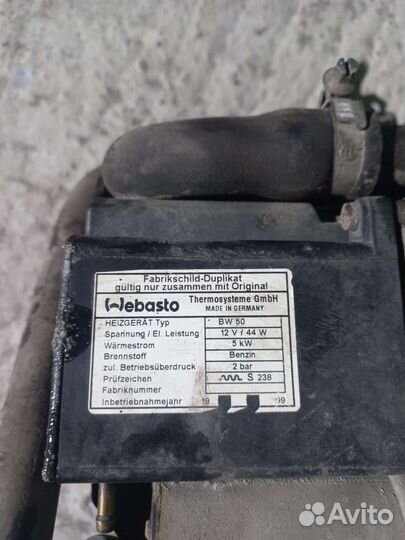 Fabrikschild-Duplikat
gültig nur zusammen mit Original
Webasto Thermosysteme GmbH
MADE IN GERMANY
HEIZGERÄT Typ BW 50
Spannung / El. Leistung 12 V / 44 W
Wärmestrom 5 kW
Brennstoff Benzin
zul. Betriebsüberdruck 2 bar
Prüfzeichen S 238
Fabriknummer
Inbetriebnahmejahr 19 99
Avito